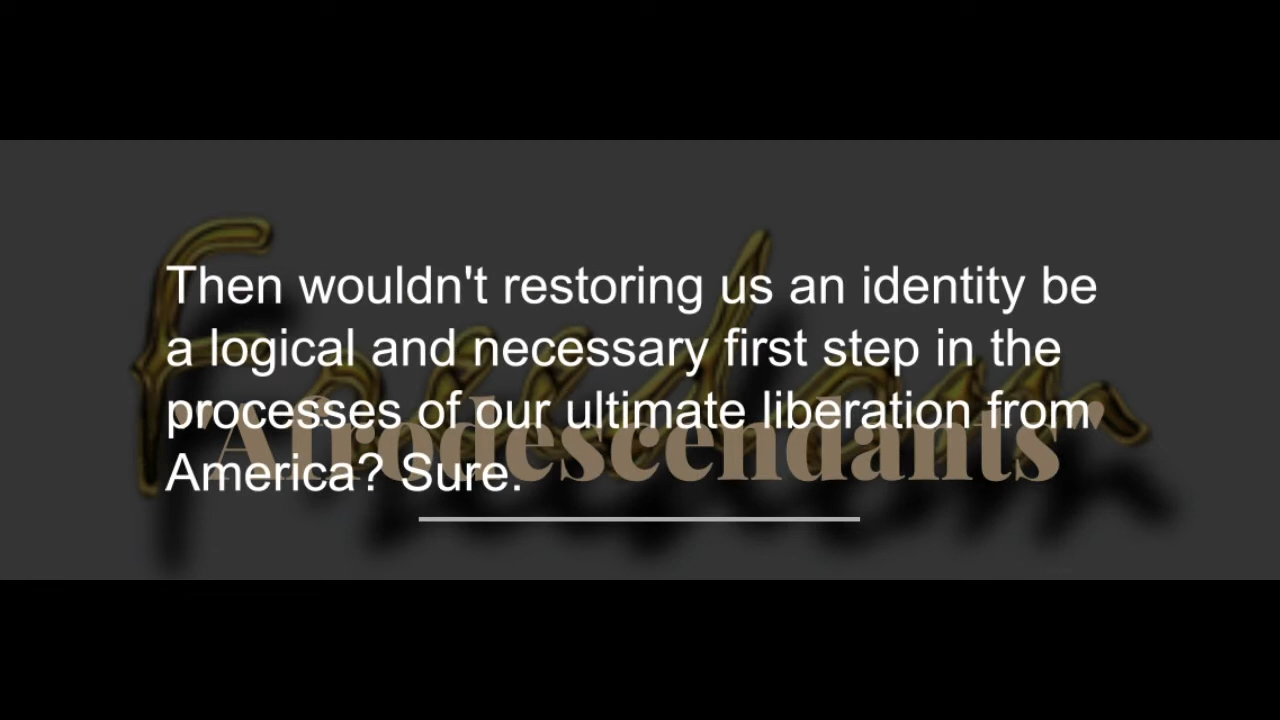 Freedom
Then wouldn't restoring us an identity be
a logical and necessary first step in the
processes of our ultimate liberation from
America? Sure.
"Afrodescendants"